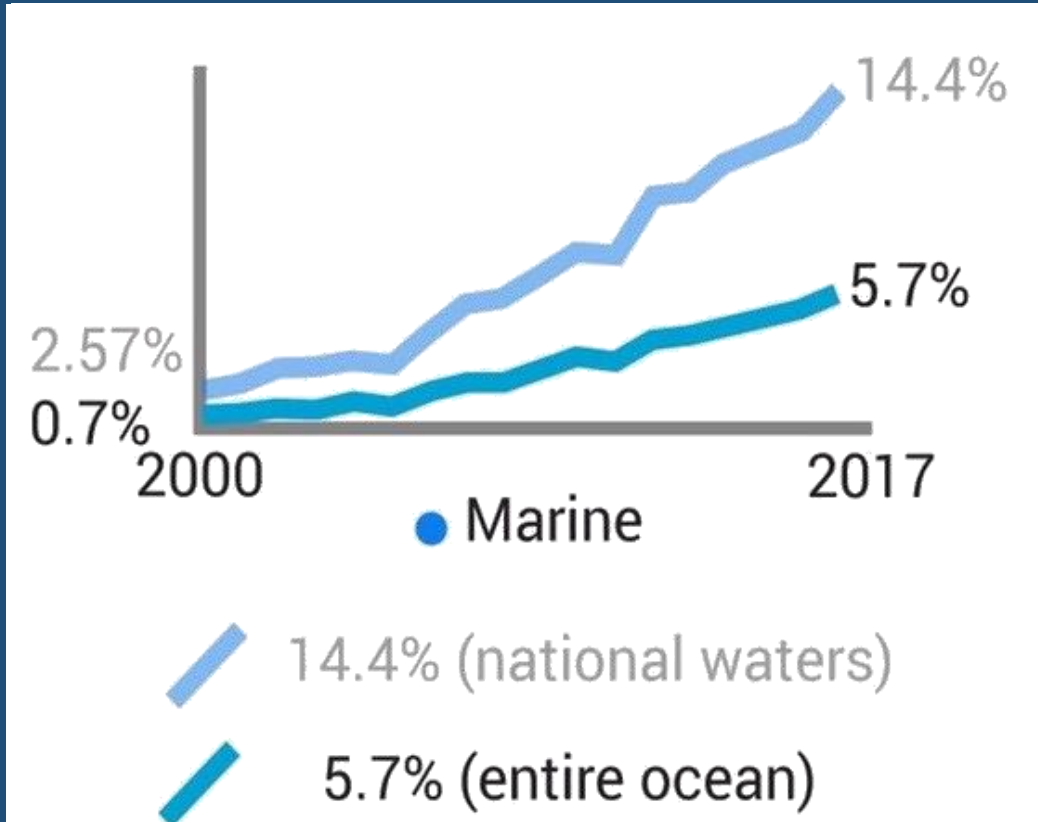 14.4%
5.7%
2.57%
0.7%
2000 2017
Marine
14.4% (national waters)
5.7% (entire ocean)